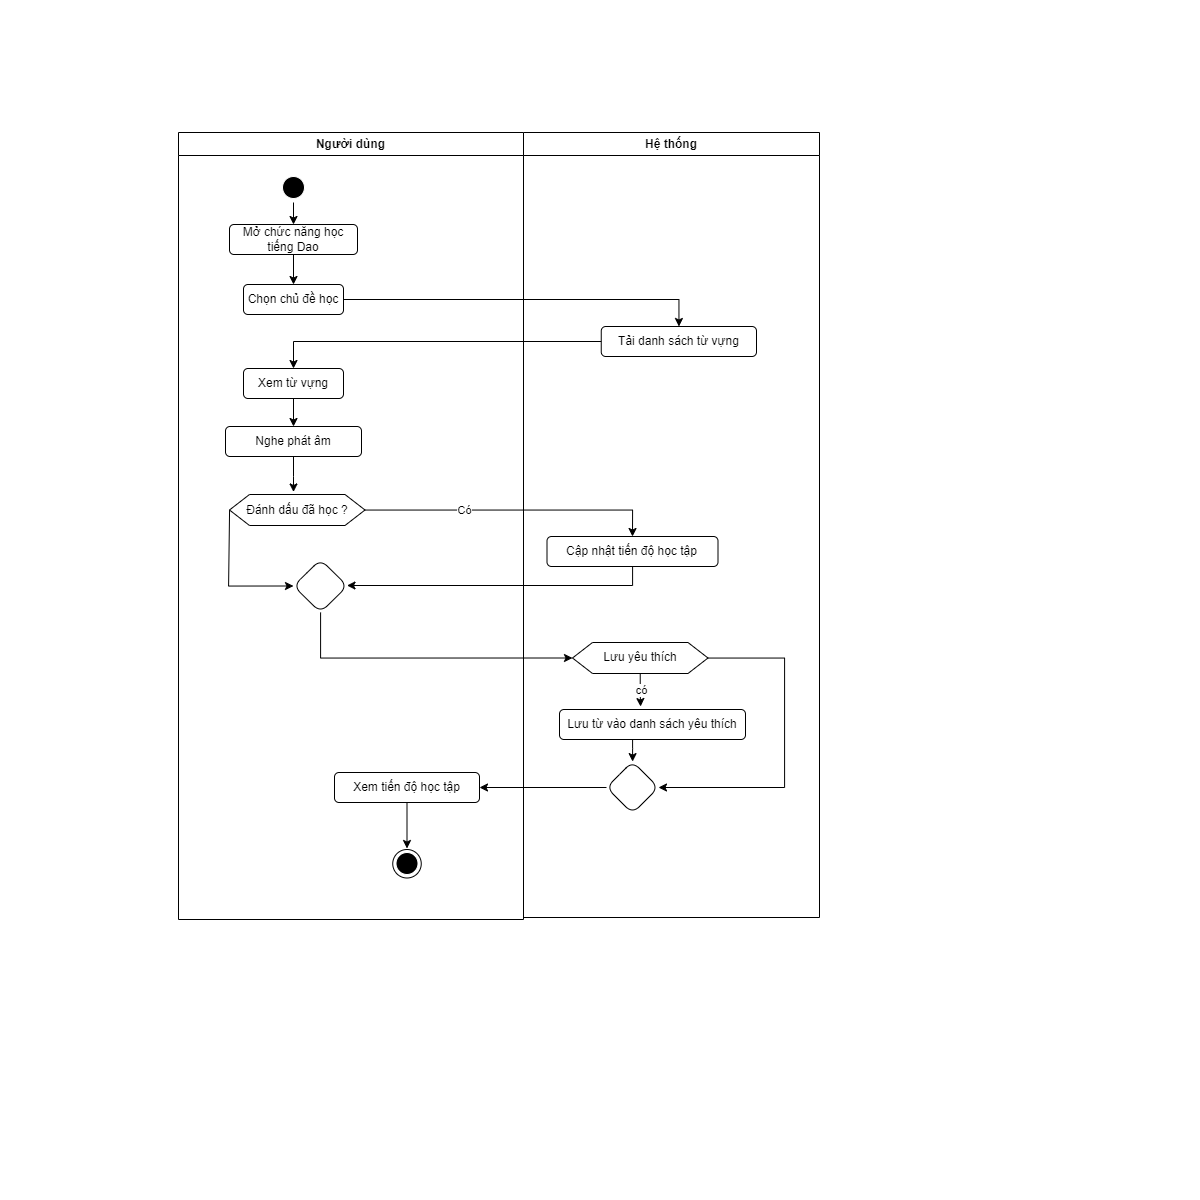 Người dùng
Hệ thống
Mở chức năng học
tiếng Dao
Chọn chủ đề học
Tải danh sách từ vựng
Xem từ vựng
Nghe phát âm
Đánh dấu đã học ?
Có
Cập nhật tiến độ học tập
Lưu yêu thích
có
Lưu từ vào danh sách yêu thích
Xem tiến độ học tập